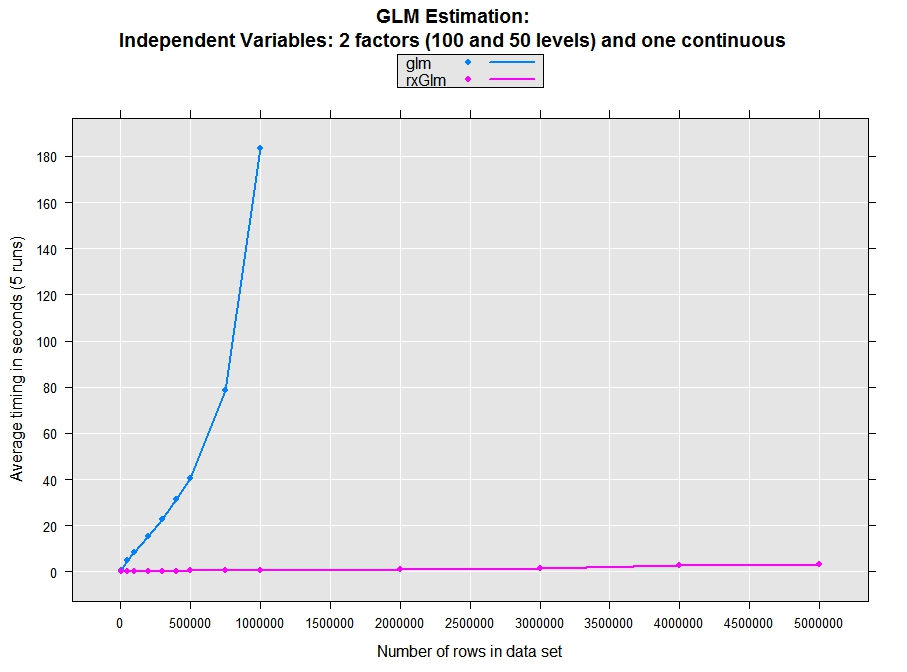 GLM Estimation:
Independent Variables: 2 factors (100 and 50 levels) and one continuous
glm
rxGlm
180
160
140
120
100
80
60
40
20
0
Average timing in seconds (5 runs)
0 500000 1000000 1500000 2000000 2500000 3000000 3500000 4000000 4500000 5000000
Number of rows in data set